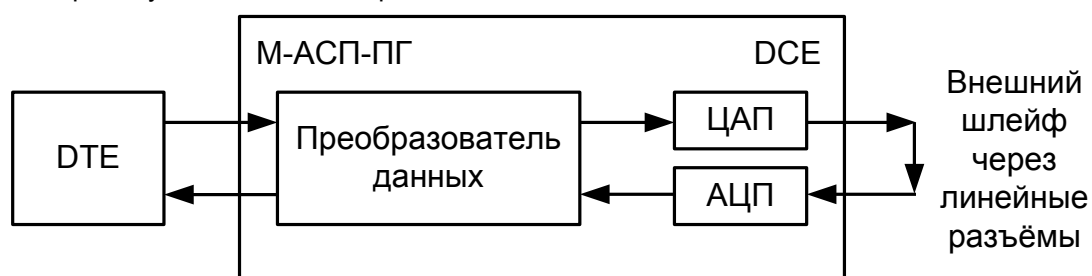 М-АСП-ПГ
DCE
DTE
Преобразователь
данных
ЦАП
АЦП
Внешний
шлейф
через
линейные
разъёмы